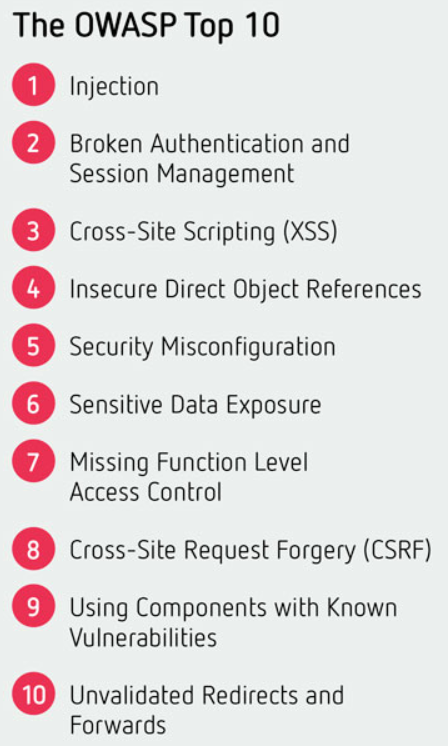 The OWASP Top 10
1 Injection
2 Broken Authentication and
Session Management
3 Cross-Site Scripting (XSS)
4 Insecure Direct Object References
5 Security Misconfiguration
6 Sensitive Data Exposure
7 Missing Function Level
Access Control
8 Cross-Site Request Forgery (CSRF)
9 Using Components with Known
Vulnerabilities
10 Unvalidated Redirects and
Forwards